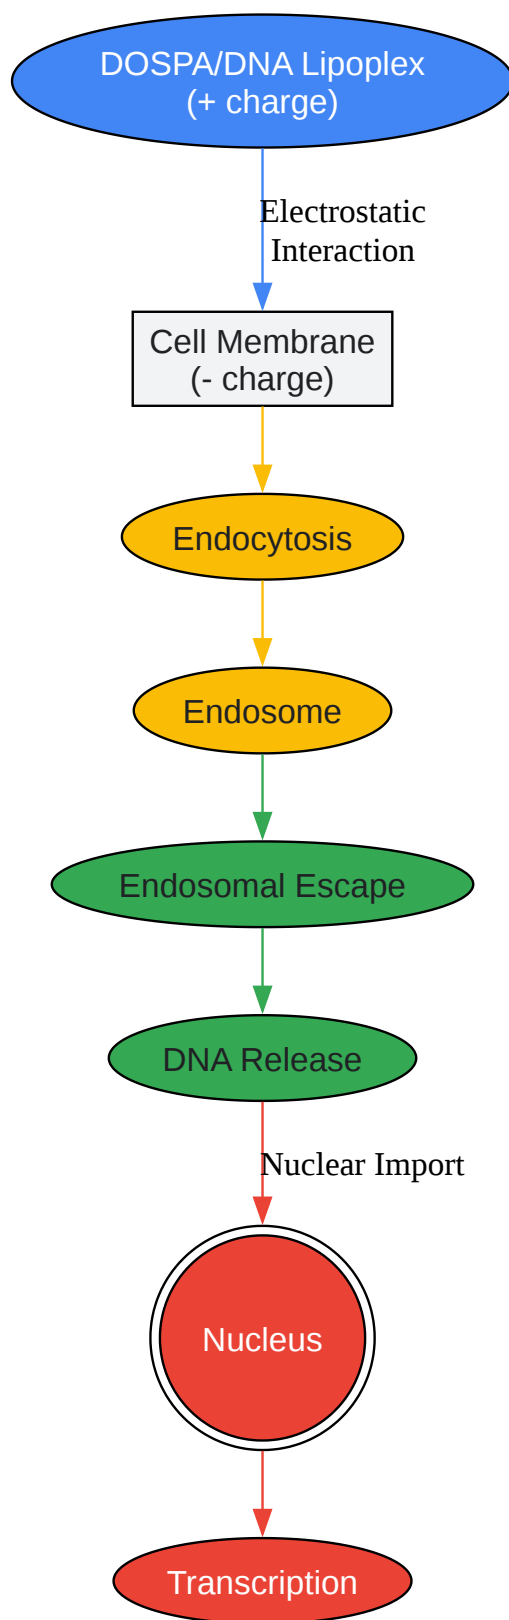 DOSPA/DNA Lipoplex
(+ charge)
Electrostatic
Interaction
Cell Membrane
(- charge)
Endocytosis
Endosome
Endosomal Escape
DNA Release
Nuclear Import
Nucleus
Transcription